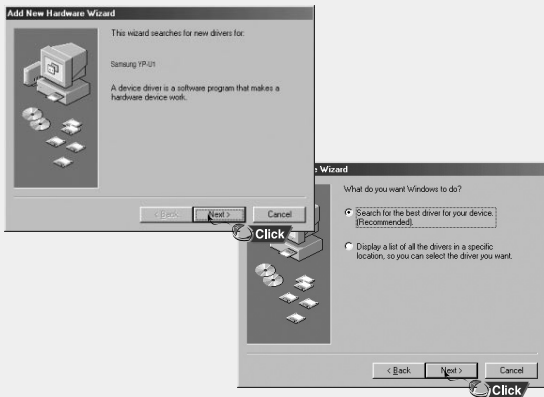 Add New Hardware Wizard
This wizard searches for new drivers for:
Samsung YP-U1
A device driver is a software program that makes a
hardware device work.
< Back
Next >
Cancel
Click
e Wizard
What do you want Windows to do?
Search for the best driver for your device.
(Recommended).
Display a list of all the drivers in a specific
location, so you can select the driver you want.
< Back
Next >
Cancel
Click